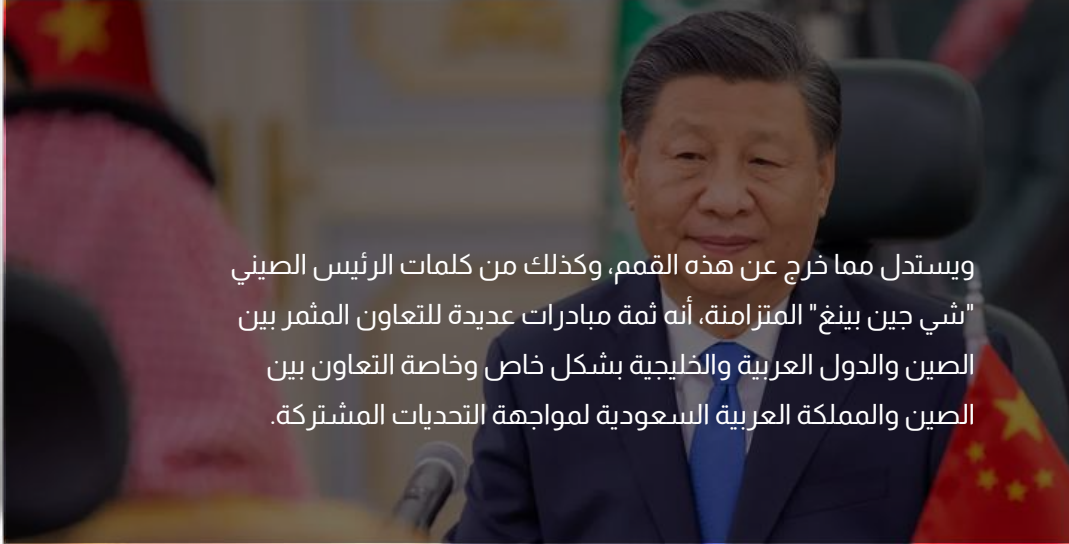 ويستدل مما خرج عن هذه القمم، وكذلك من كلمات الرئيس الصيني
"شي جين بينغ" المتزامنة، أنه ثمة مبادرات عديدة للتعاون المثمر بين
الصين والدول العربية والخليجية بشكل خاص وخاصة التعاون بين
الصين والمملكة العربية السعودية لمواجهة التحديات المشتركة.